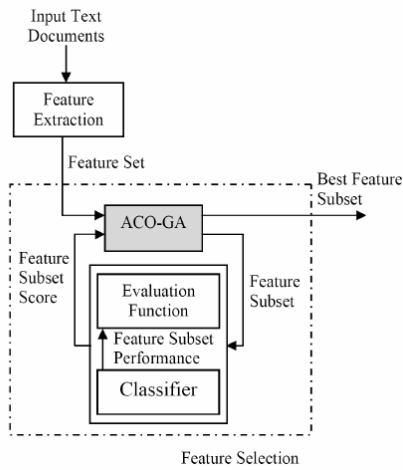 Input Text
Documents
Feature
Extraction
Feature Set
Best Feature
Subset
ACO-GA
Feature
Subset
Score
Evaluation
Function
Feature
Subset
Feature Subset
Performance
Classifier
Feature Selection